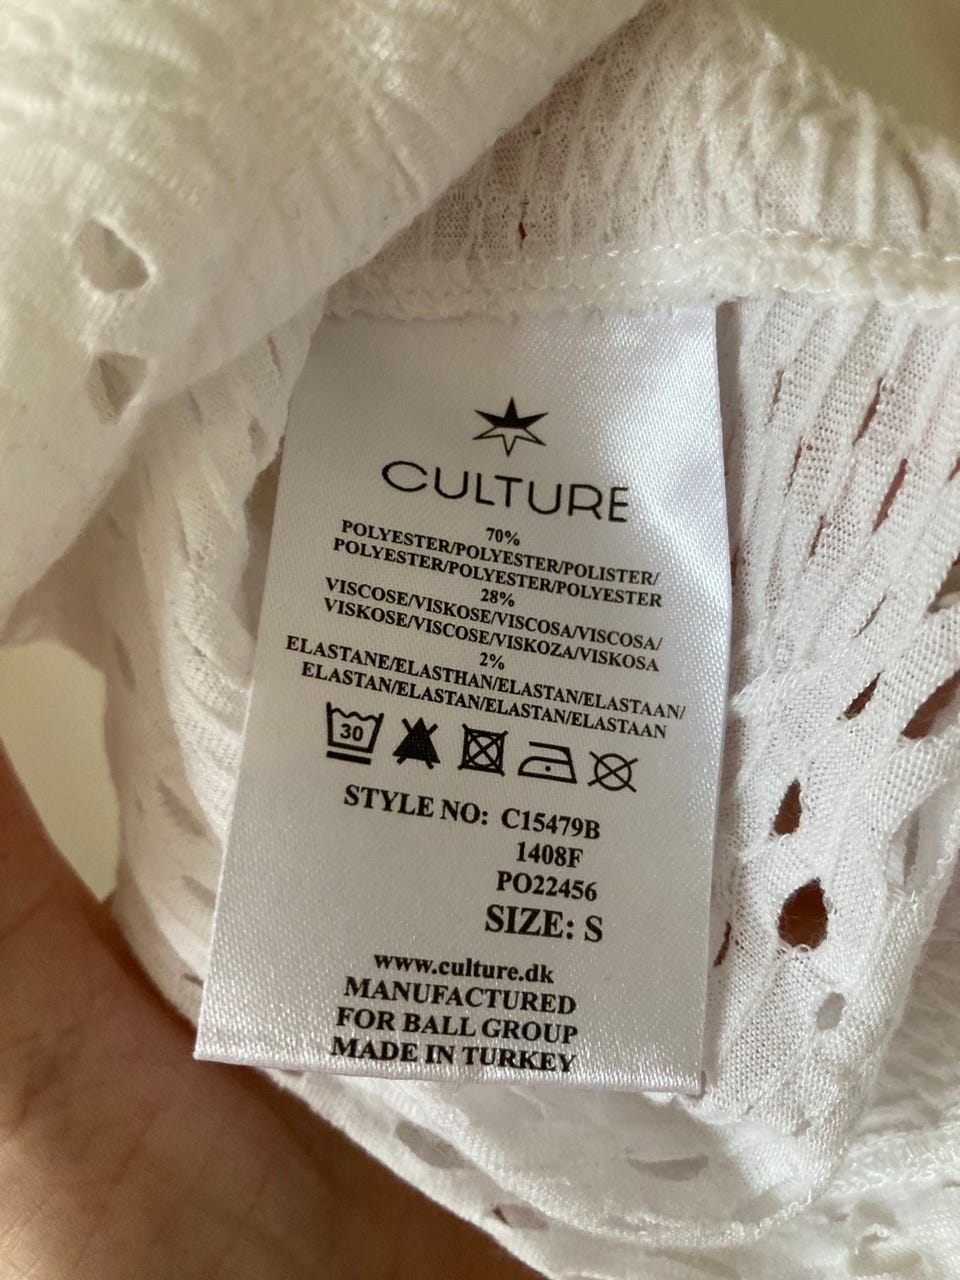 CULTURE
70%
POLYESTER/POLYESTER/POLISTER/
POLYESTER/POLYESTER/POLYESTER
28%
VISCOSE/VISKOSE/VISCOSA/VISCOSA/
VISKOSE/VISCOSE/VISKOZA/VISKOSA
2%
ELASTANE/ELASTHAN/ELASTAN/ELASTAAN/
ELASTAN/ELASTAN/ELASTAN/ELASTAAN
30
STYLE NO: C15479B
1408F
PO22456
SIZE: S
www.culture.dk
MANUFACTURED
FOR BALL GROUP
MADE IN TURKEY